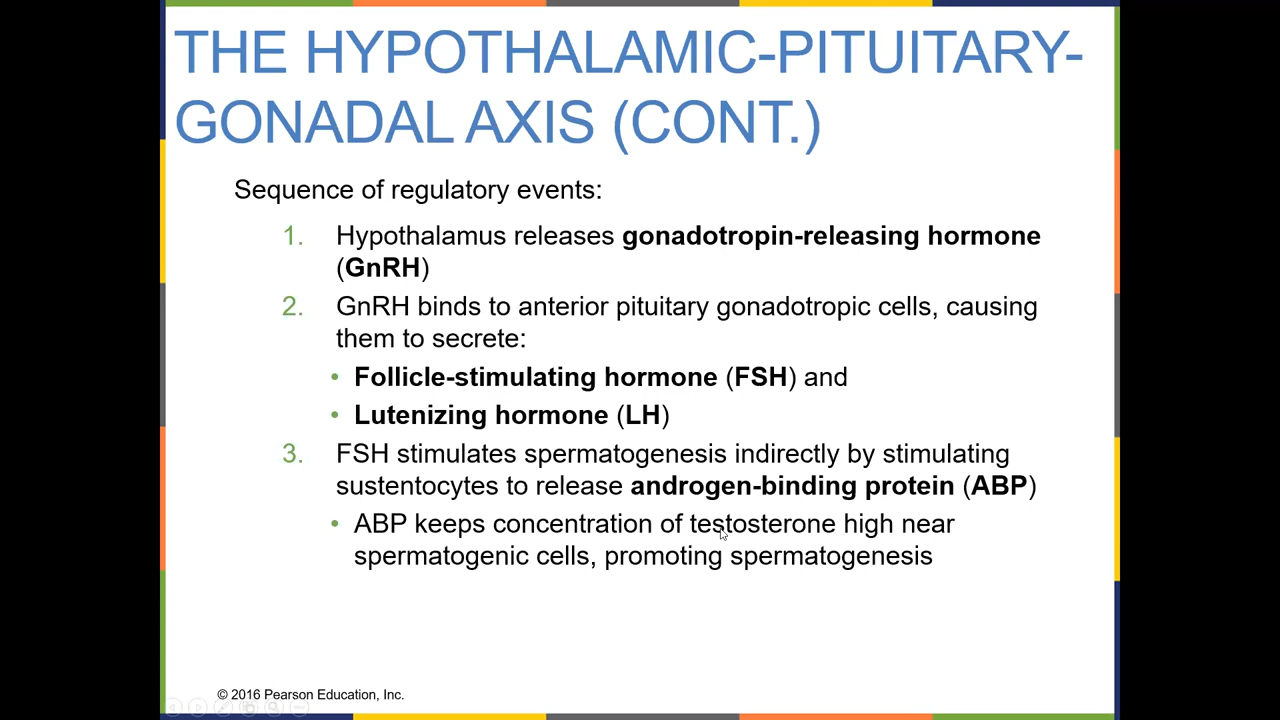 THE HYPOTHALAMIC-PITUITARY-
GONADAL AXIS (CONT.)
Sequence of regulatory events:
1. Hypothalamus releases gonadotropin-releasing hormone
(GnRH)
2. GnRH binds to anterior pituitary gonadotropic cells, causing
them to secrete:
• Follicle-stimulating hormone (FSH) and
• Lutenizing hormone (LH)
3. FSH stimulates spermatogenesis indirectly by stimulating
sustentocytes to release androgen-binding protein (ABP)
• ABP keeps concentration of testosterone high near
spermatogenic cells, promoting spermatogenesis
© 2016 Pearson Education, Inc.